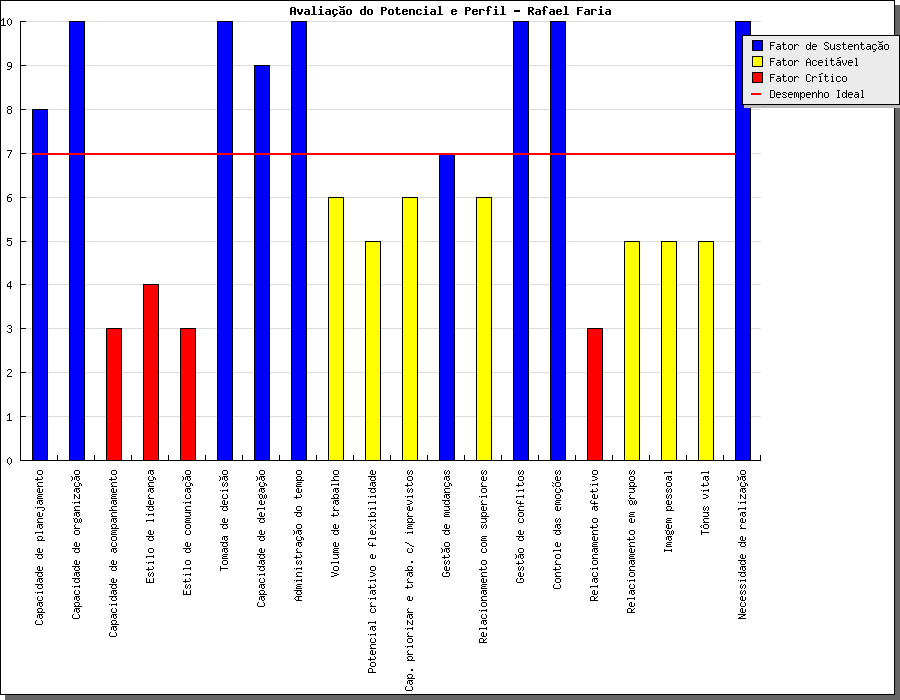 Avaliação do Potencial e Perfil - Rafael Faria
Fator de Sustentação
Fator Aceitável
Fator Crítico
Desempenho Ideal
10
9
8
7
6
5
4
3
2
1
0
Capacidade de planejamento
Capacidade de organização
Capacidade de acompanhamento
Estilo de liderança
Estilo de comunicação
Tomada de decisão
Capacidade de delegação
Administração do tempo
Volume de trabalho
Potencial criativo e flexibilidade
Cap. priorizar e trab. c/ imprevistos
Gestão de mudanças
Relacionamento com superiores
Gestão de conflitos
Controle das emoções
Relacionamento afetivo
Relacionamento em grupos
Imagem pessoal
Tônus vital
Necessidade de realização